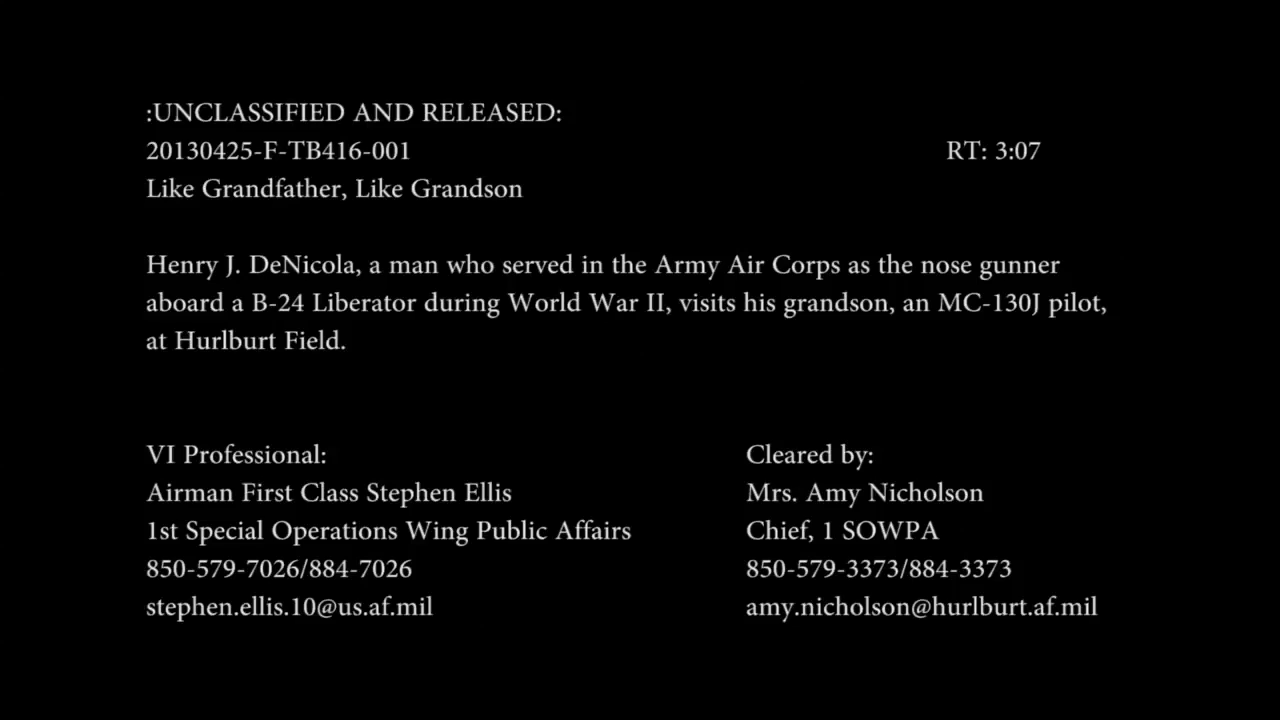 :UNCLASSIFIED AND RELEASED:
20130425-F-TB416-001 RT: 3:07
Like Grandfather, Like Grandson
Henry J. DeNicola, a man who served in the Army Air Corps as the nose gunner
aboard a B-24 Liberator during World War II, visits his grandson, an MC-130J pilot,
at Hurlburt Field.
VI Professional:
Airman First Class Stephen Ellis
1st Special Operations Wing Public Affairs
850-579-7026/884-7026
stephen.ellis.10@us.af.mil
Cleared by:
Mrs. Amy Nicholson
Chief, 1 SOWPA
850-579-3373/884-3373
amy.nicholson@hurlburt.af.mil